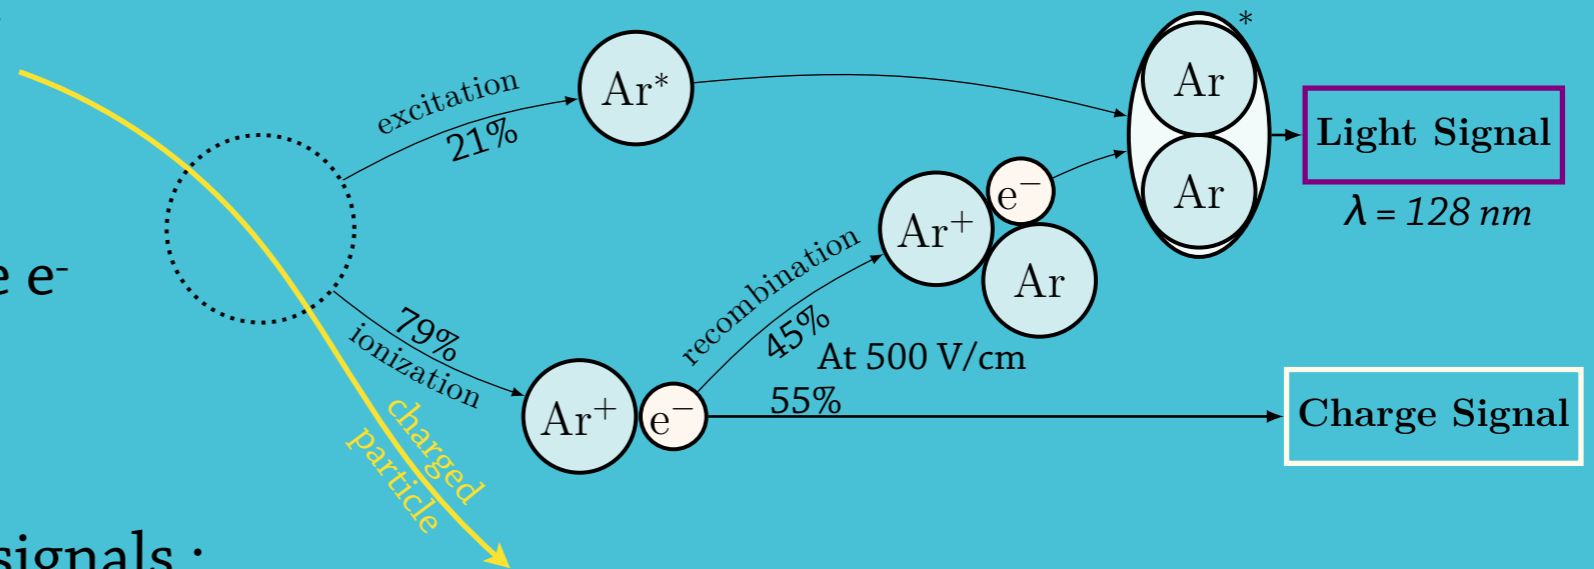 excitation
21%
Ar*
*
Ar
Ar
Light Signal
λ = 128 nm
e e-
79%
ionization
Ar+
e−
recombination
45%
At 500 V/cm
55%
Ar+
e−
Ar
Charge Signal
charged
particle
signals :